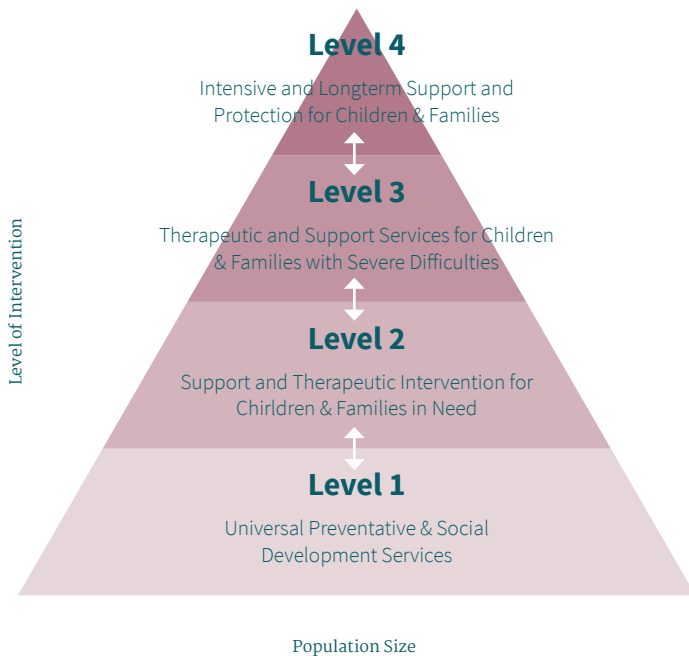 Level 4
Intensive and Longterm Support and
Protection for Children & Families
Level 3
Therapeutic and Support Services for Children
& Families with Severe Difficulties
Level of Intervention
Level 2
Support and Therapeutic Intervention for
Chirldren & Families in Need
Level 1
Universal Preventative & Social
Development Services
Population Size